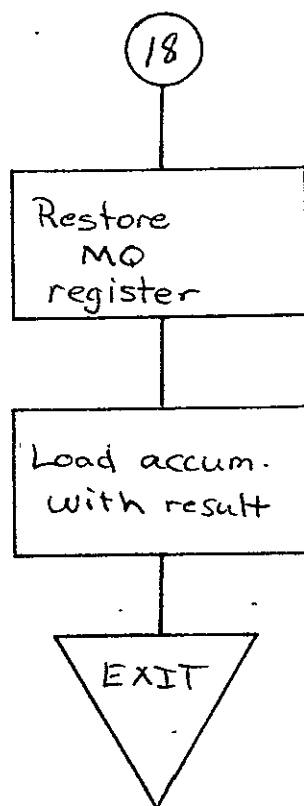 18
Restore
MQ
register
Load accum.
with result
EXIT